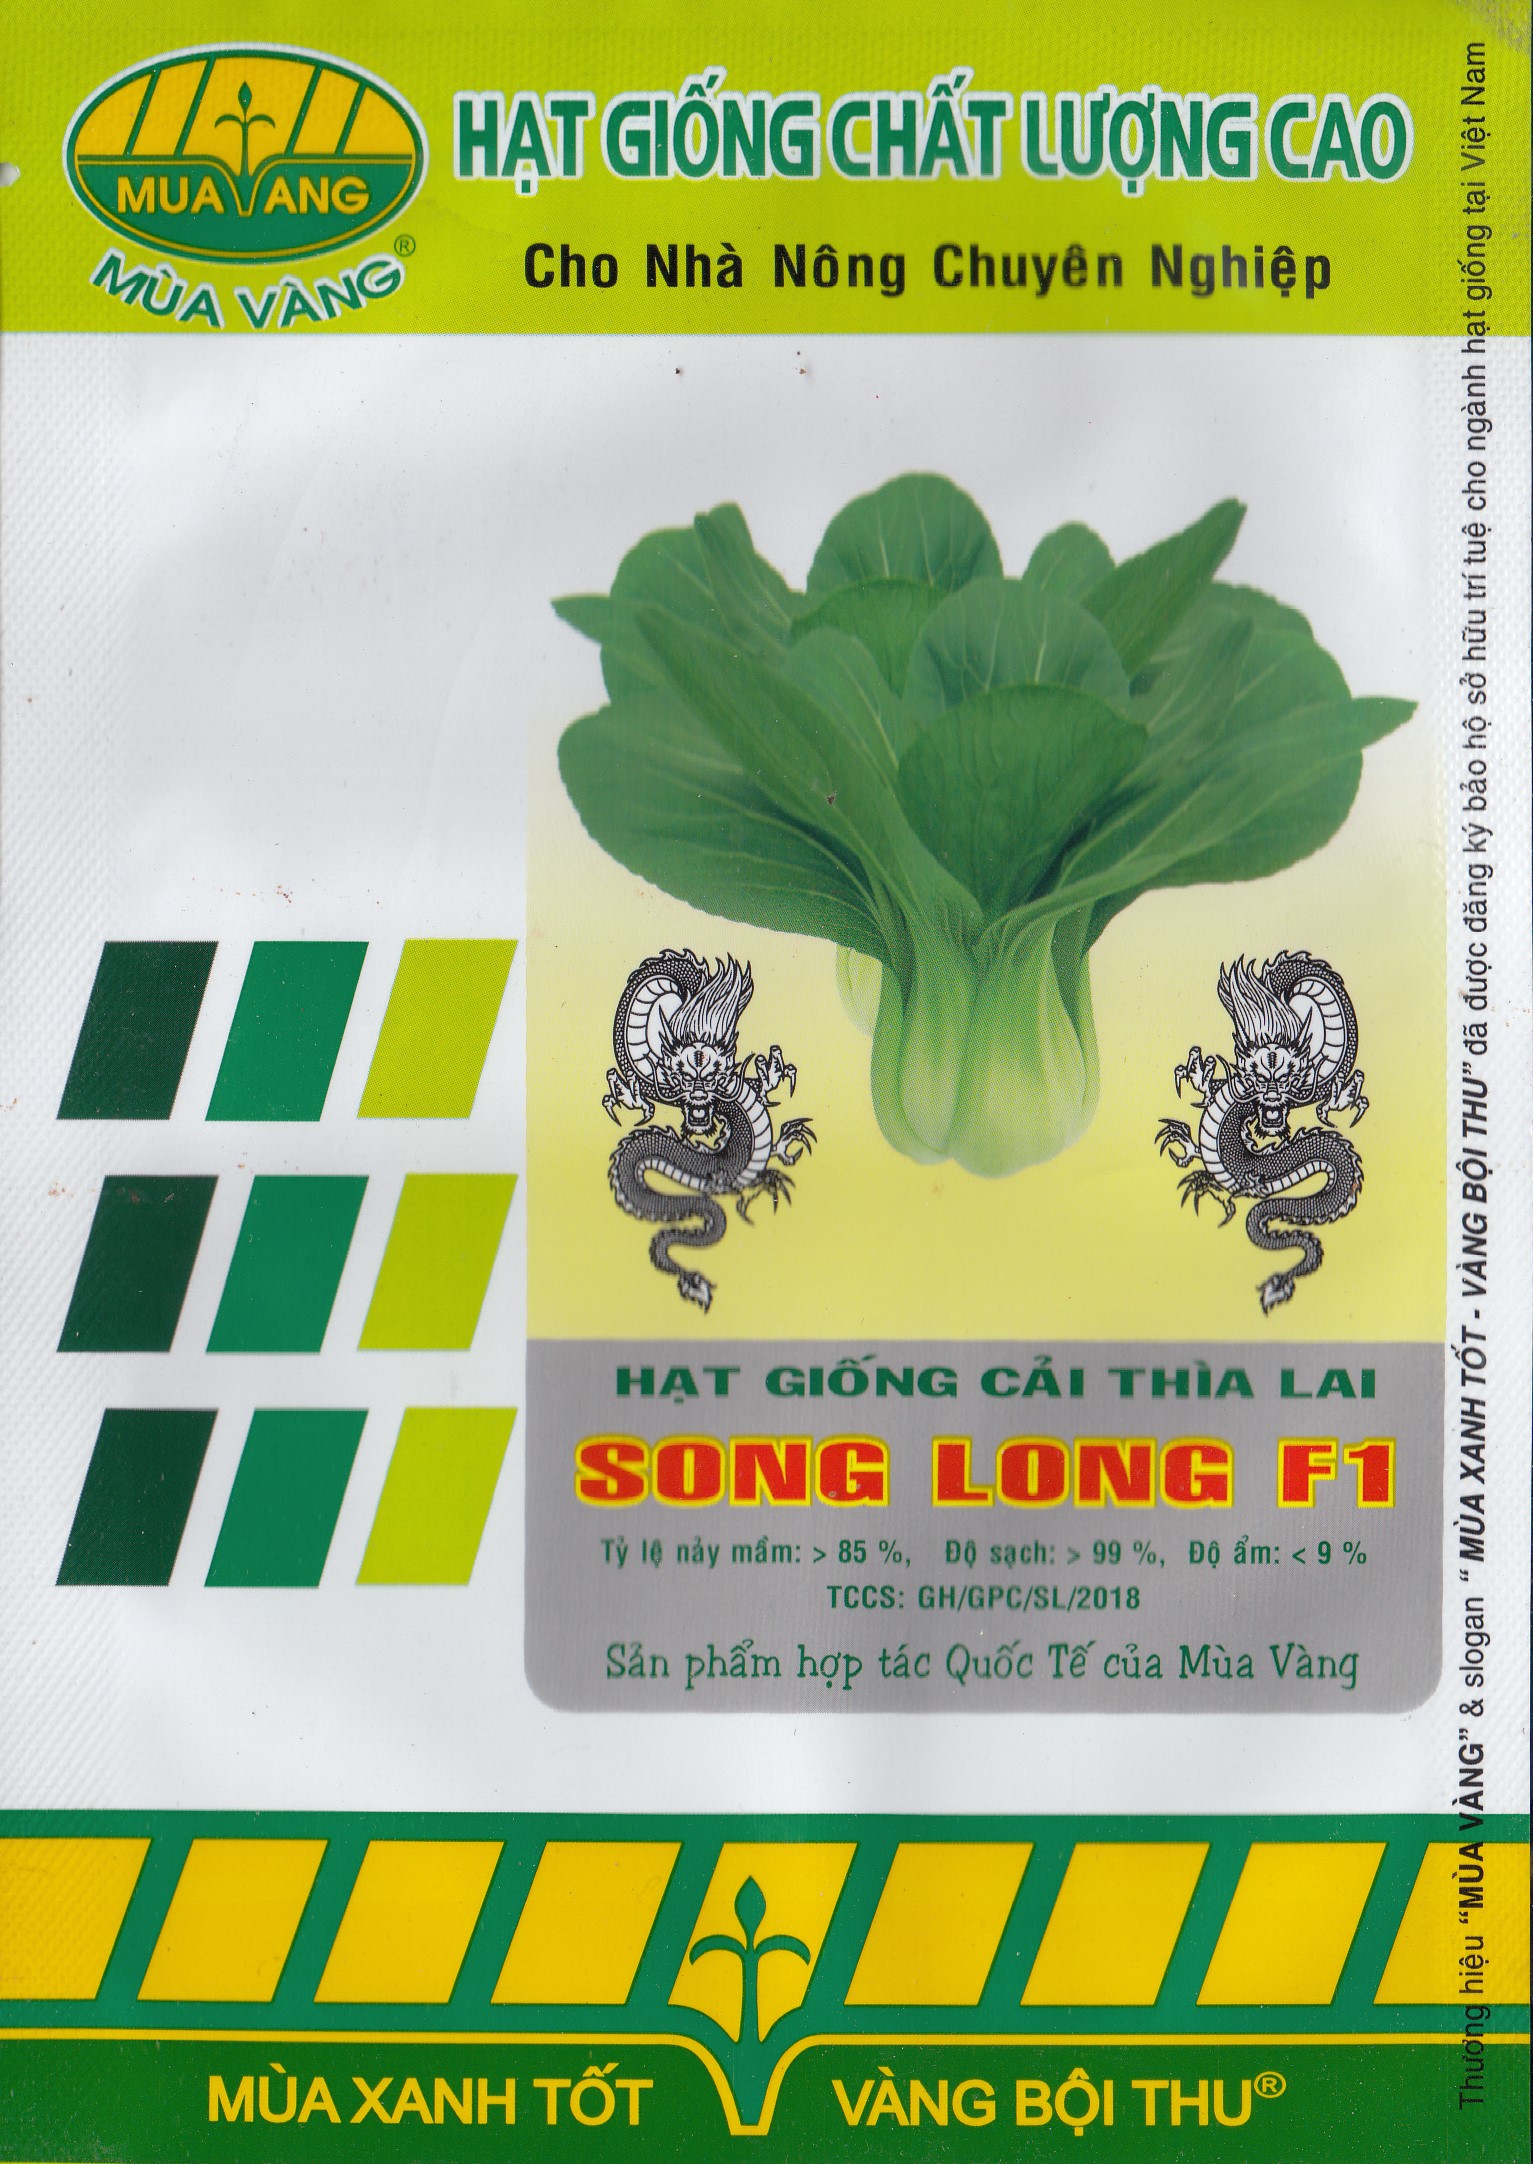 MUA VANG
MÙA VÀNG®
HẠT GIỐNG CHẤT LƯỢNG CAO
Cho Nhà Nông Chuyên Nghiệp
HẠT GIỐNG CẢI THÌA LAI
SONG LONG F1
Tỷ lệ nảy mầm: > 85 %, Độ sạch: > 99 %, Độ ẩm: < 9 %
TCCS: GH/GPC/SL/2018
Sản phẩm hợp tác Quốc Tế của Mùa Vàng
MÙA XANH TỐT VÀNG BỘI THU®
Thương hiệu “MÙA VÀNG” & slogan “ MÙA XANH TỐT - VÀNG BỘI THU” đã được đăng ký bảo hộ sở hữu trí tuệ cho ngành hạt giống tại Việt Nam